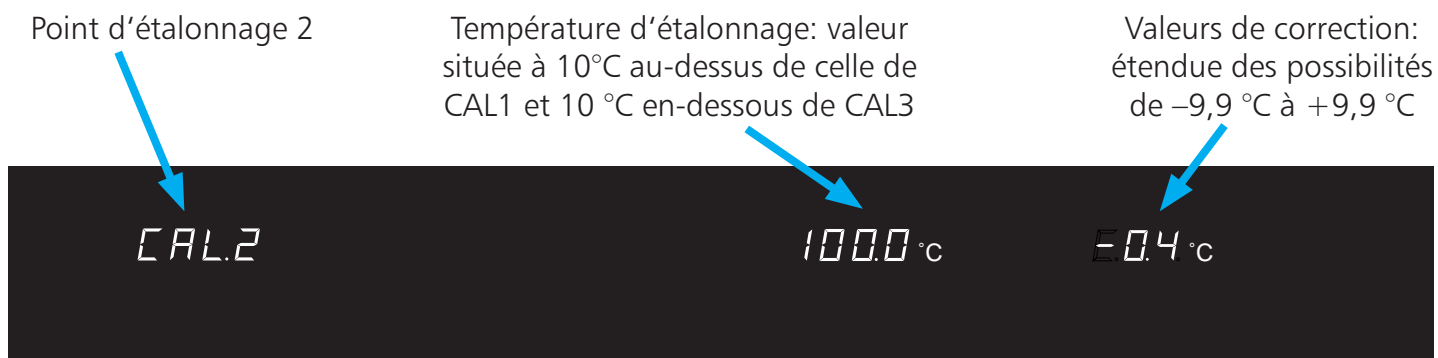 Point d‘étalonnage 2
Température d‘étalonnage: valeur
située à 10°C au-dessus de celle de
CAL1 et 10 °C en-dessous de CAL3
Valeurs de correction:
étendue des possibilités
de –9,9 °C à +9,9 °C
CAL.2
100.0 °C
-0.4 °C